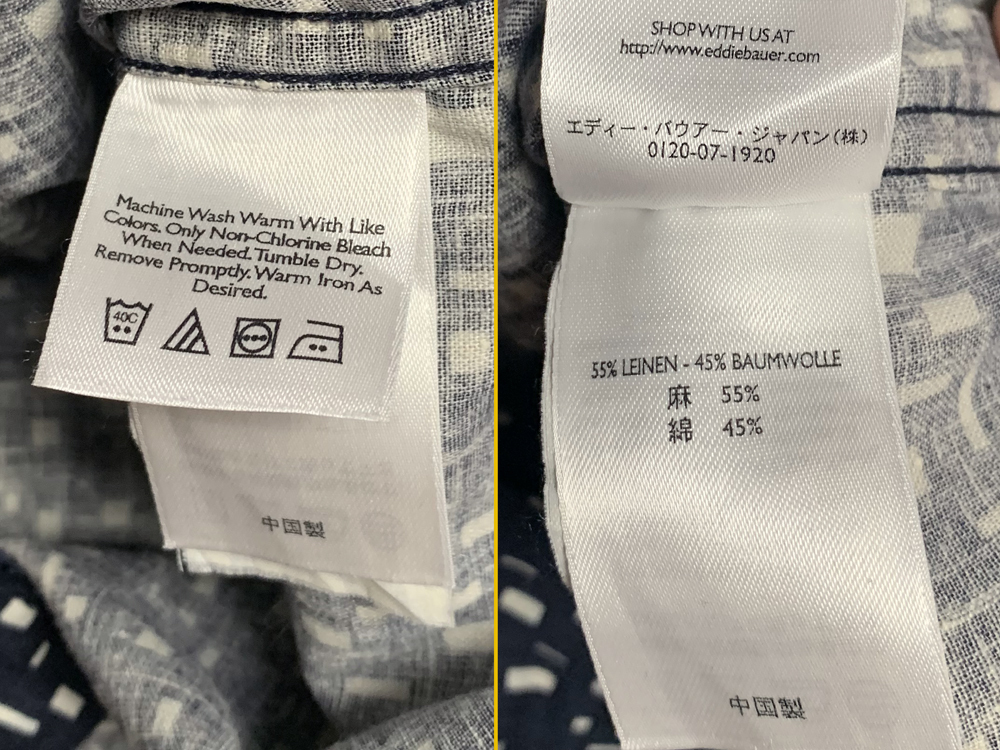 Machine Wash Warm With Like
Colors. Only Non-Chlorine Bleach
When Needed. Tumble Dry.
Remove Promptly. Warm Iron As
Desired.
40C
中国製
SHOP WITH US AT
http://www.eddiebauer.com
エディー・バウアー・ジャパン(株)
0120-07-1920
55% LEINEN - 45% BAUMWOLLE
麻 55%
綿 45%
中国製